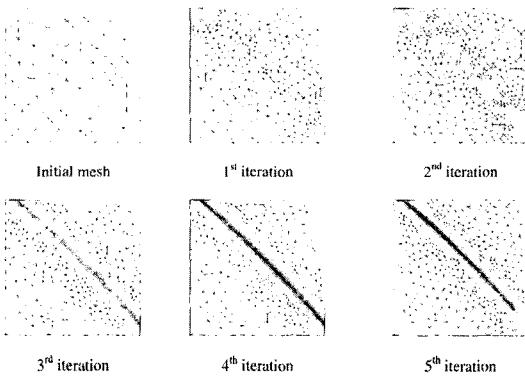 Initial mesh
1st iteration
2nd iteration
3rd iteration
4th iteration
5th iteration